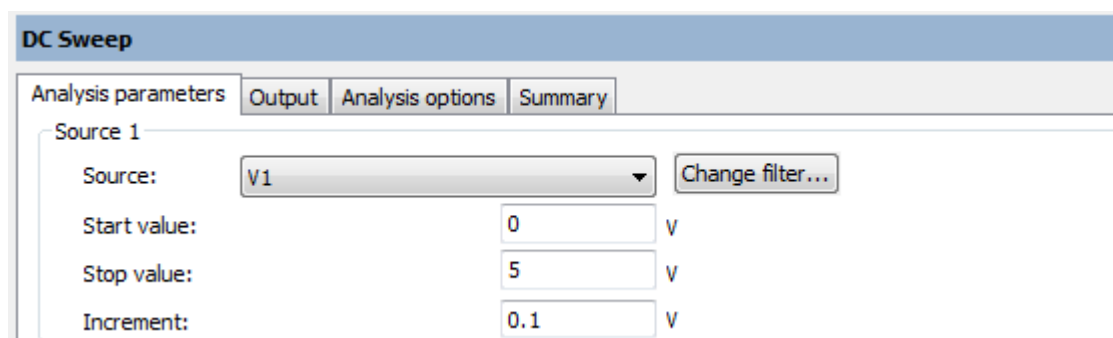 DC Sweep
Analysis parameters Output Analysis options Summary
Source 1
Source: V1 Change filter...
Start value: 0 V
Stop value: 5 V
Increment: 0.1 V